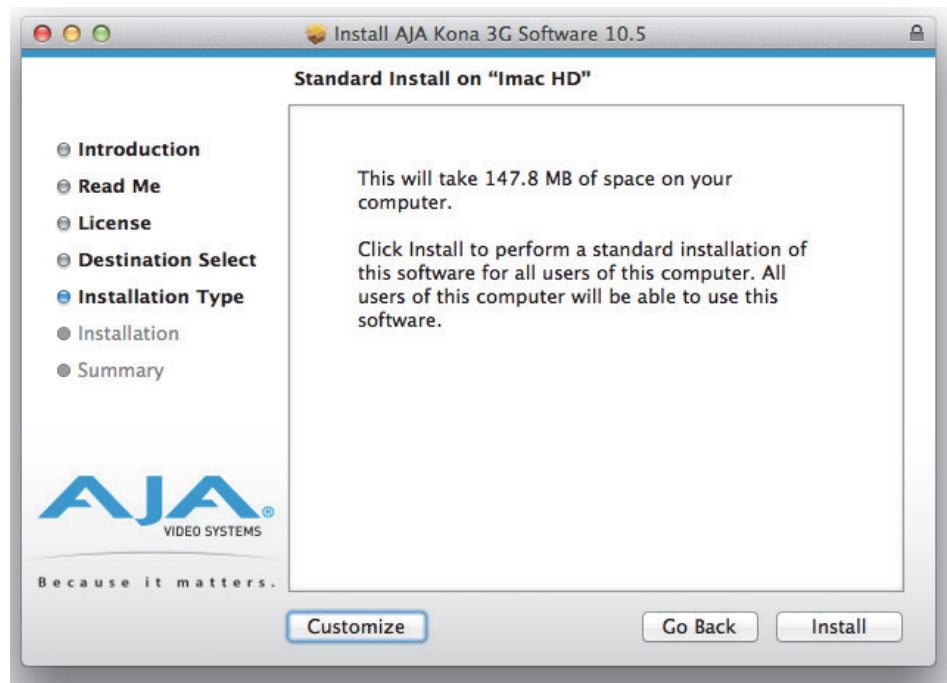 Install AJA Kona 3G Software 10.5
Standard Install on “Imac HD”
Introduction
Read Me
License
Destination Select
Installation Type
Installation
Summary
This will take 147.8 MB of space on your
computer.
Click Install to perform a standard installation of
this software for all users of this computer. All
users of this computer will be able to use this
software.
AJA®
VIDEO SYSTEMS
Because it matters.
Customize
Go Back
Install